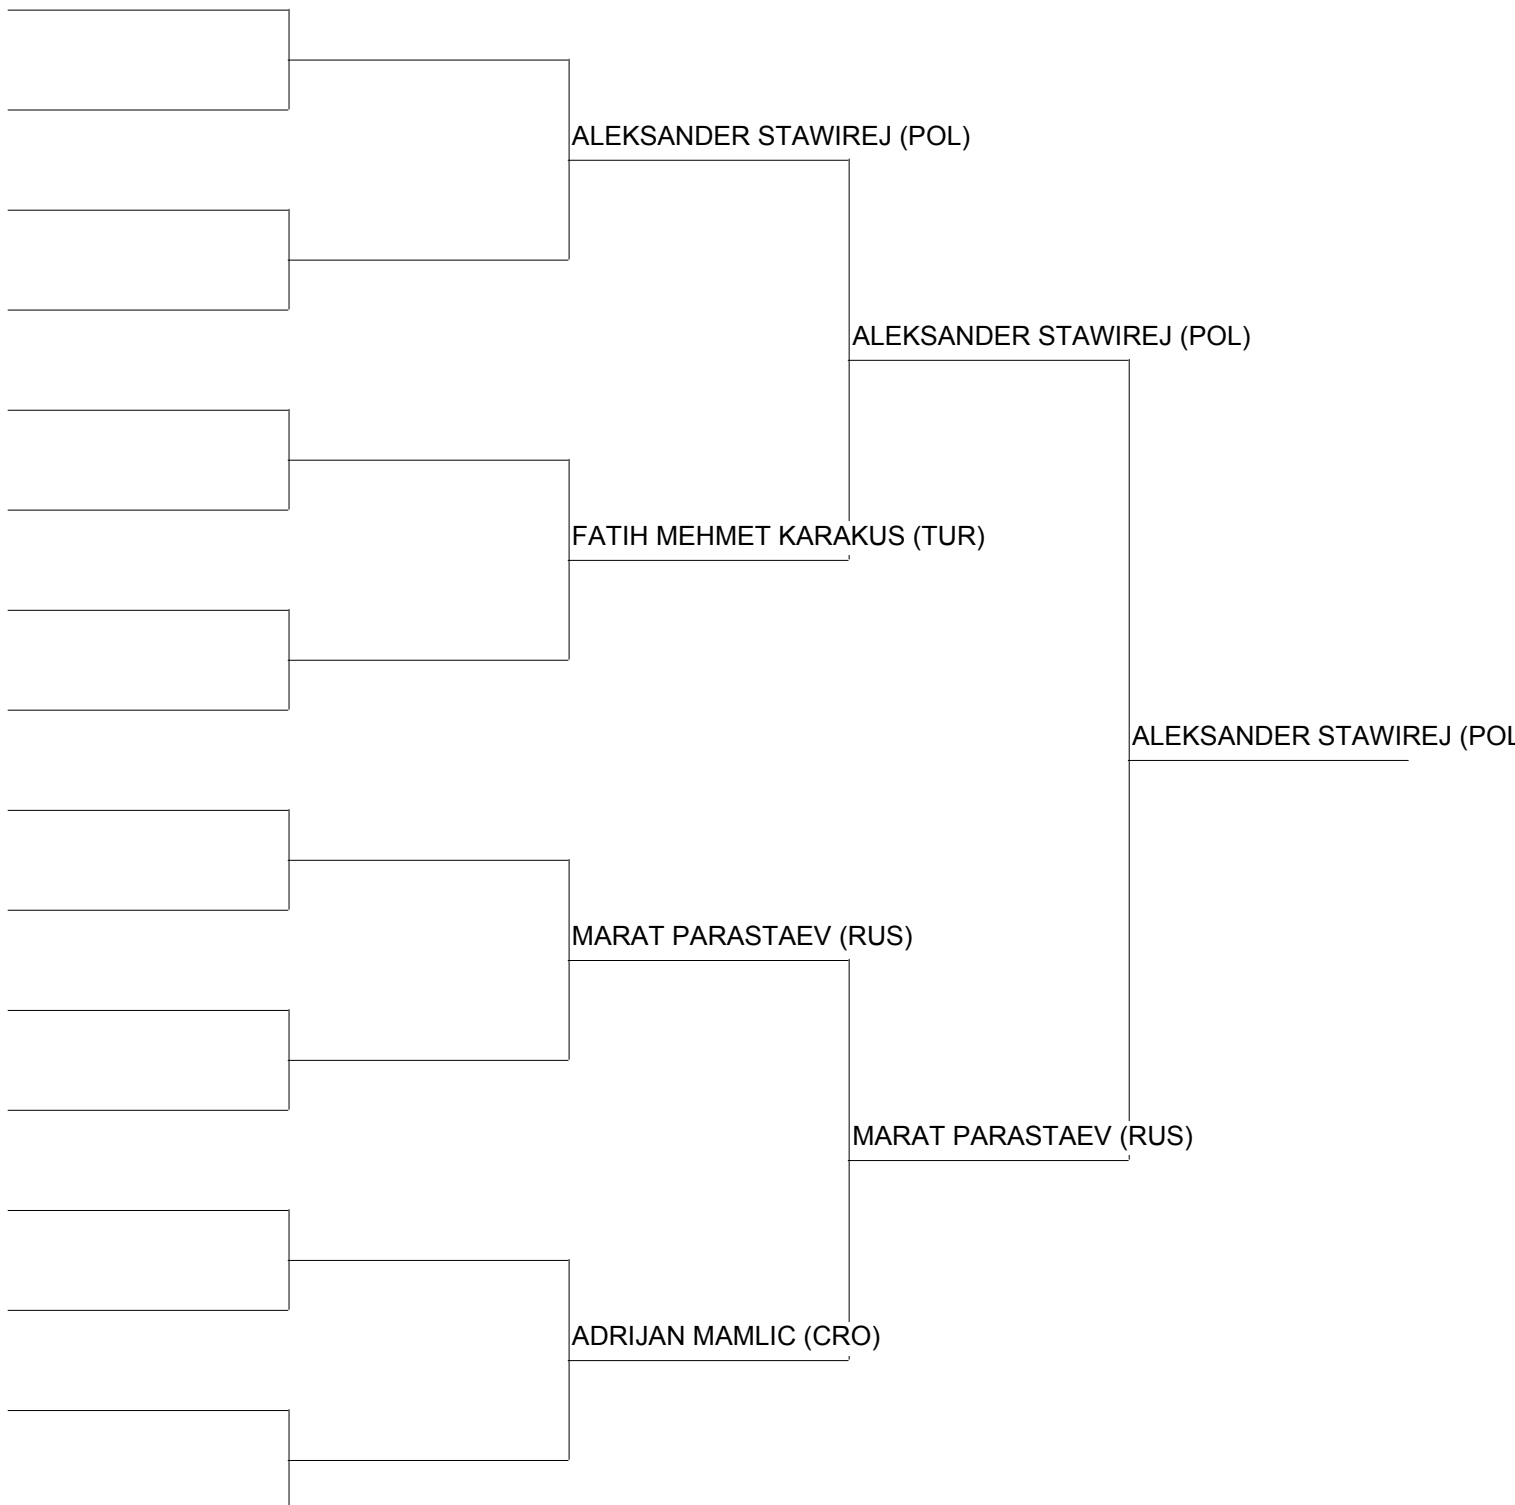 ALEKSANDER STAWIREJ (POL)
ALEKSANDER STAWIREJ (POL)
FATIH MEHMET KARAKUS (TUR)
ALEKSANDER STAWIREJ (POL
MARAT PARASTAEV (RUS)
MARAT PARASTAEV (RUS)
ADRIJAN MAMLIC (CRO)